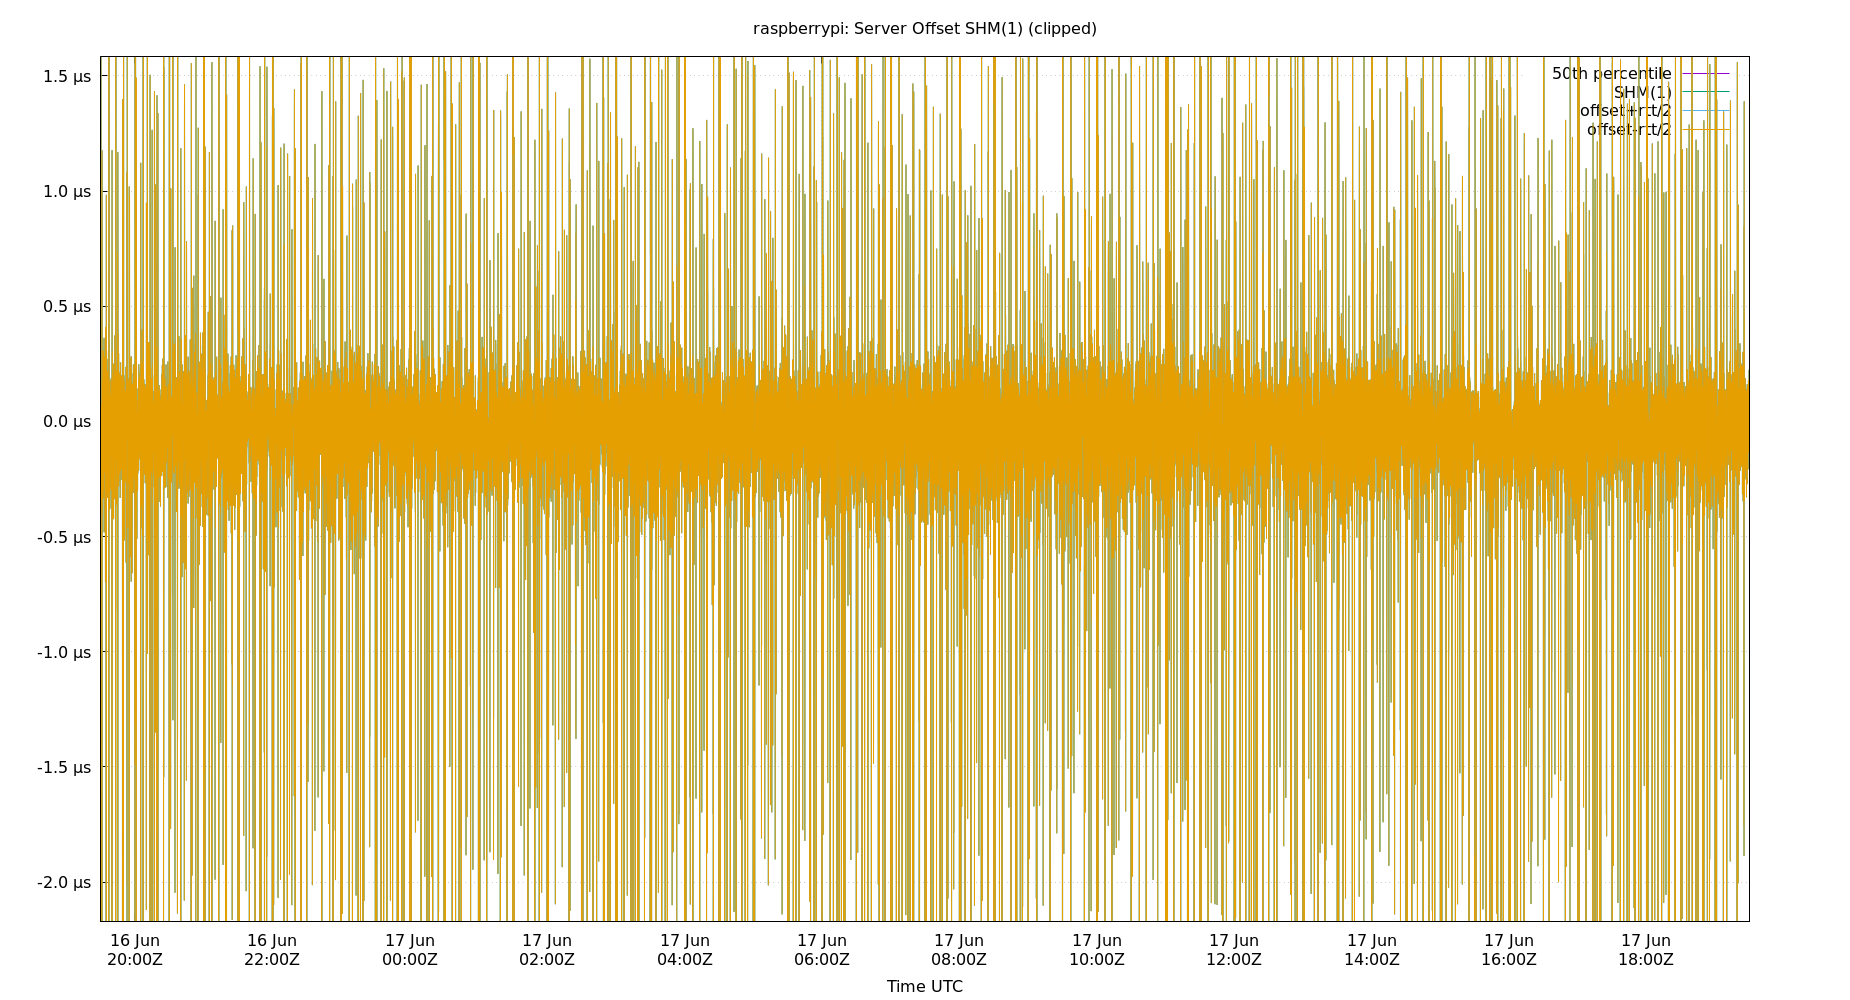 raspberrypi: Server Offset SHM(1) (clipped)
1.5 µs
1.0 µs
0.5 µs
0.0 µs
-0.5 µs
-1.0 µs
-1.5 µs
-2.0 µs
50th percentile
SHM(1)
offset+rtt/2
offset-rtt/2
16 Jun 16 Jun 17 Jun 17 Jun 17 Jun 17 Jun 17 Jun 17 Jun 17 Jun 17 Jun 17 Jun 17 Jun
20:00Z 22:00Z 00:00Z 02:00Z 04:00Z 06:00Z 08:00Z 10:00Z 12:00Z 14:00Z 16:00Z 18:00Z
Time UTC